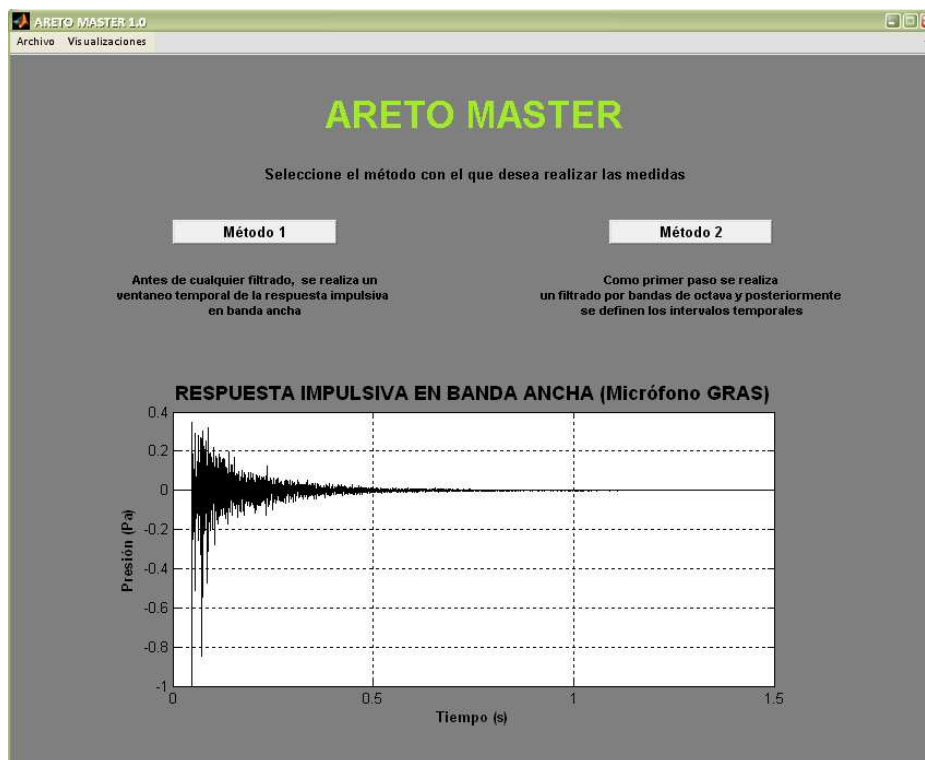 ARETO MASTER 1.0
Archivo Visualizaciones
ARETO MASTER
Seleccione el método con el que desea realizar las medidas
Método 1
Método 2
Antes de cualquier filtrado, se realiza un
ventaneo temporal de la respuesta impulsiva
en banda ancha
Como primer paso se realiza
un filtrado por bandas de octava y posteriormente
se definen los intervalos temporales
RESPUESTA IMPULSIVA EN BANDA ANCHA (Micrófono GRAS)
Presión (Pa)
0.4
0.2
0
-0.2
-0.4
-0.6
-0.8
-1
0 0.5 1 1.5
Tiempo (s)